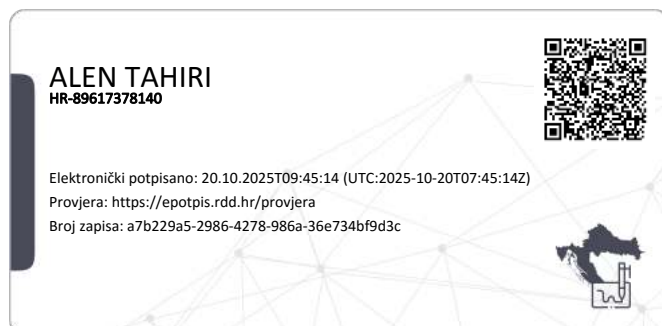 ALEN TAHIRI
HR-89617378140
Elektronički potpisano: 20.10.2025T09:45:14 (UTC:2025-10-20T07:45:14Z)
Provjera: https://epotpis.rdd.hr/provjera
Broj zapisa: a7b229a5-2986-4278-986a-36e734bf9d3c